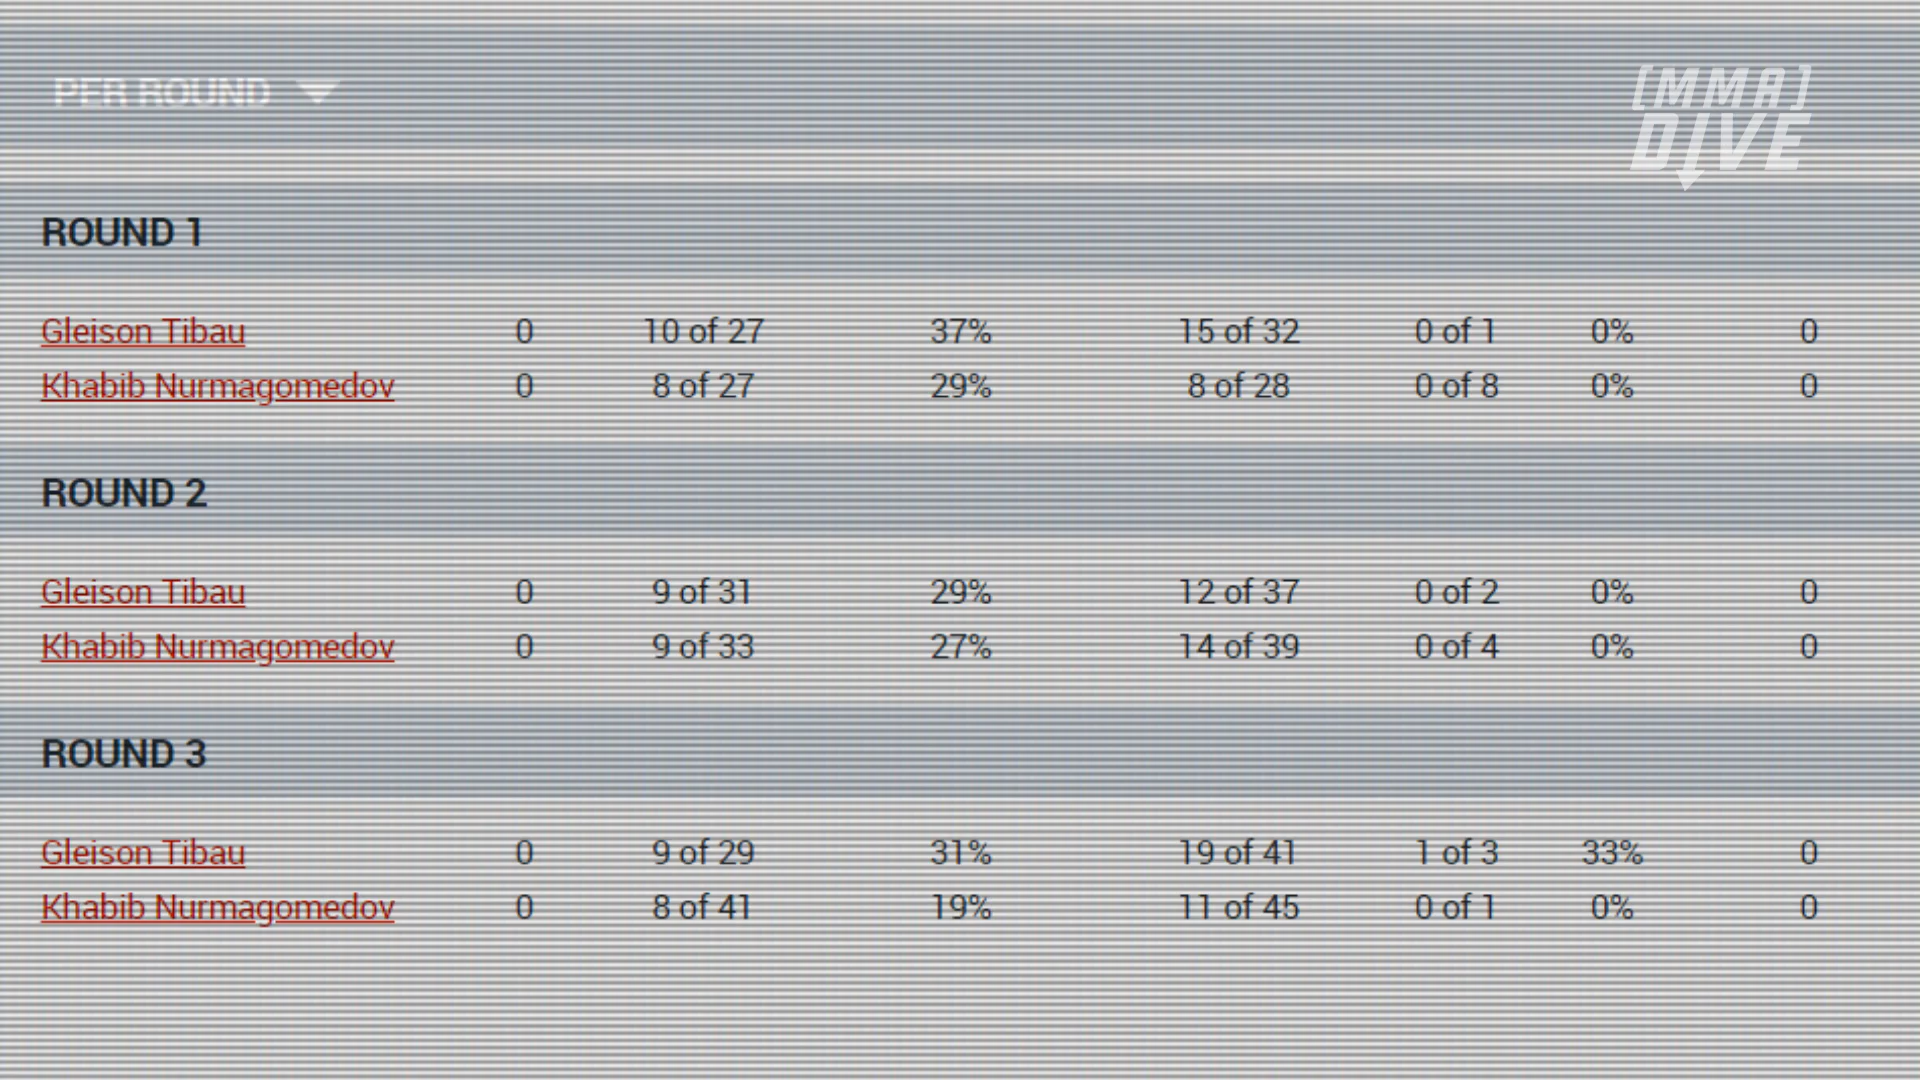 PER ROUND
[MMA]
DIVE
ROUND 1
Gleison Tibau 0 10 of 27 37% 15 of 32 0 of 1 0% 0
Khabib Nurmagomedov 0 8 of 27 29% 8 of 28 0 of 8 0% 0
ROUND 2
Gleison Tibau 0 9 of 31 29% 12 of 37 0 of 2 0% 0
Khabib Nurmagomedov 0 9 of 33 27% 14 of 39 0 of 4 0% 0
ROUND 3
Gleison Tibau 0 9 of 29 31% 19 of 41 1 of 3 33% 0
Khabib Nurmagomedov 0 8 of 41 19% 11 of 45 0 of 1 0% 0